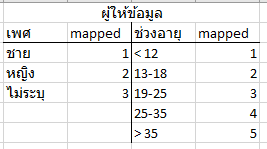 ผู้ให้ข้อมูล
เพศ mapped ช่วงอายุ mapped
ชาย 1 < 12 1
หญิง 2 13-18 2
ไม่ระบุ 3 19-25 3
25-35 4
> 35 5